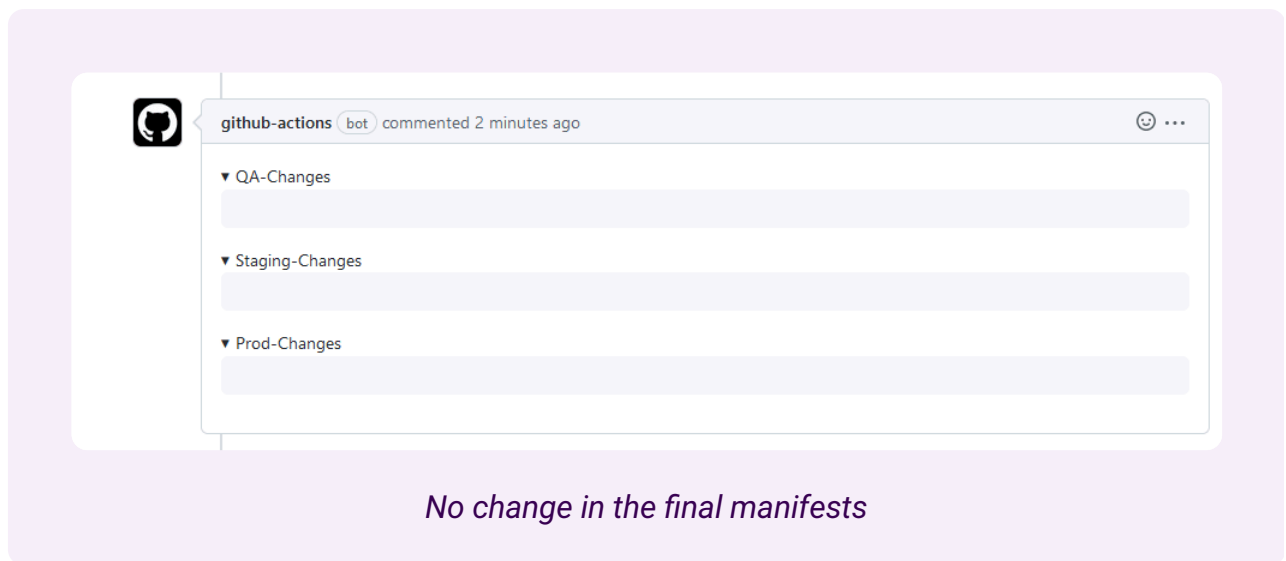 github-actions bot commented 2 minutes ago
▾ QA-Changes
▾ Staging-Changes
▾ Prod-Changes
No change in the final manifests